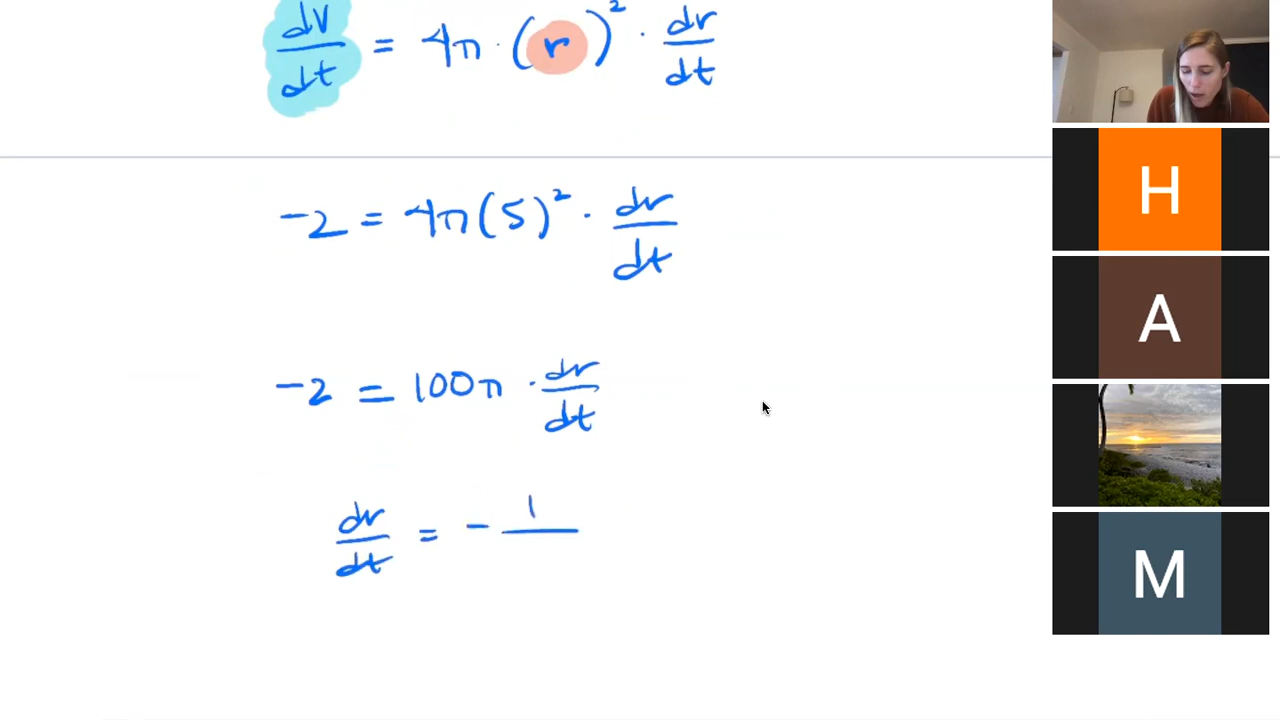 dV/dt = 4π · (r)² · dr/dt
-2 = 4π(5)² · dr/dt
-2 = 100π · dr/dt
dr/dt = - 1/
H
A
M